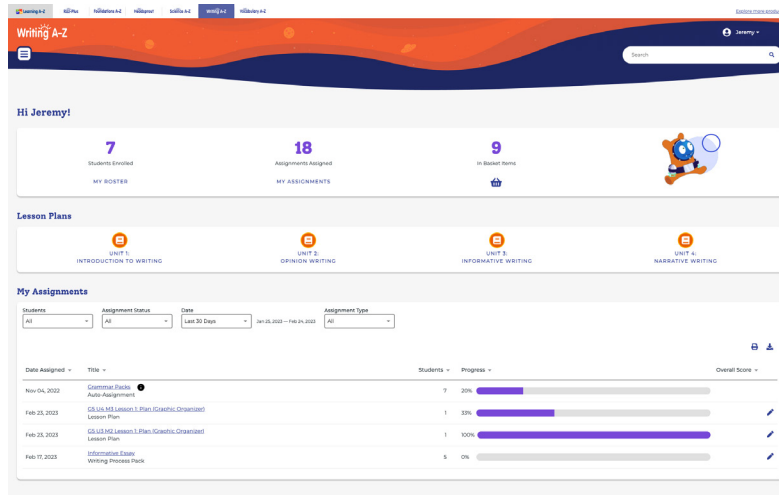 Learning A-Z Raz-Plus Foundations A-Z Raz-Español Science A-Z Writing A-Z Vocabulary A-Z Explore more produ
Writing A-Z
Jeremy
Search
Hi Jeremy!
7 18 9
Students Enrolled Assignments Assigned In Basket Items
MY ROSTER MY ASSIGNMENTS
Lesson Plans
UNIT 1: UNIT 2: UNIT 3: UNIT 4:
INTRODUCTION TO WRITING OPINION WRITING INFORMATIVE WRITING NARRATIVE WRITING
My Assignments
Students Assignment Status Date Assignment Type
All All Last 30 Days Jan 25, 2023 — Feb 24, 2023 All
Date Assigned Title Students Progress Overall Score
Nov 04, 2022 Grammar Packs 7 20%
Auto-Assignment
Feb 23, 2023 G5 U4 M3 Lesson 1: Plan (Graphic Organizer) 1 33%
Lesson Plan
Feb 23, 2023 G5 U3 M2 Lesson 1: Plan (Graphic Organizer) 1 100%
Lesson Plan
Feb 17, 2023 Informative Essay 5 0%
Writing Process Pack